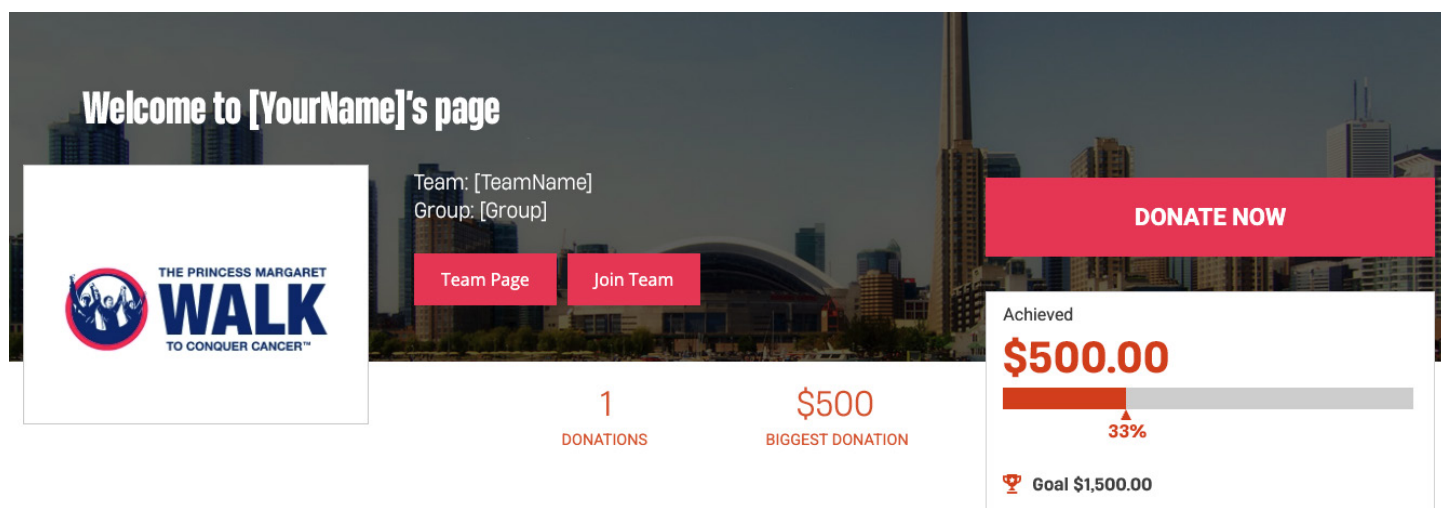 Welcome to [YourName]'s page
THE PRINCESS MARGARET
WALK
TO CONQUER CANCER™
Team: [TeamName]
Group: [Group]
Team Page
Join Team
DONATE NOW
1
DONATIONS
$500
BIGGEST DONATION
Achieved
$500.00
33%
Goal $1,500.00